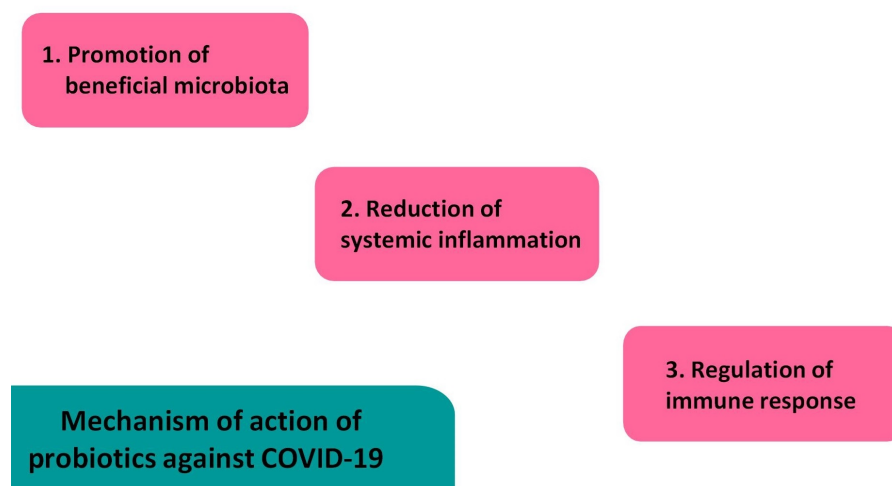 1. Promotion of
beneficial microbiota
2. Reduction of
systemic inflammation
3. Regulation of
immune response
Mechanism of action of
probiotics against COVID-19